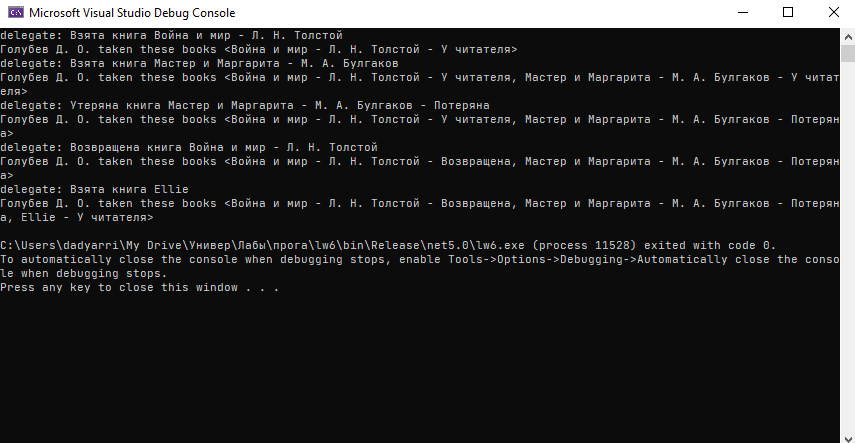 Microsoft Visual Studio Debug Console
delegate: Взята книга Война и мир - Л. Н. Толстой
Голубев Д. О. taken these books <Война и мир - Л. Н. Толстой - У читателя>
delegate: Взята книга Мастер и Маргарита - М. А. Булгаков
Голубев Д. О. taken these books <Война и мир - Л. Н. Толстой - У читателя, Мастер и Маргарита - М. А. Булгаков - У читат
еля>
delegate: Утеряна книга Мастер и Маргарита - М. А. Булгаков - Потеряна
Голубев Д. О. taken these books <Война и мир - Л. Н. Толстой - У читателя, Мастер и Маргарита - М. А. Булгаков - Потерян
а>
delegate: Возвращена книга Война и мир - Л. Н. Толстой
Голубев Д. О. taken these books <Война и мир - Л. Н. Толстой - Возвращена, Мастер и Маргарита - М. А. Булгаков - Потерян
а>
delegate: Взята книга Ellie
Голубев Д. О. taken these books <Война и мир - Л. Н. Толстой - Возвращена, Мастер и Маргарита - М. А. Булгаков - Потерян
а, Ellie - У читателя>
C:\Users\dadyarri\My Drive\Универ\Лабы\прога\lw6\bin\Release\net5.0\lw6.exe (process 11528) exited with code 0.
To automatically close the console when debugging stops, enable Tools->Options->Debugging->Automatically close the conso
le when debugging stops.
Press any key to close this window . . .